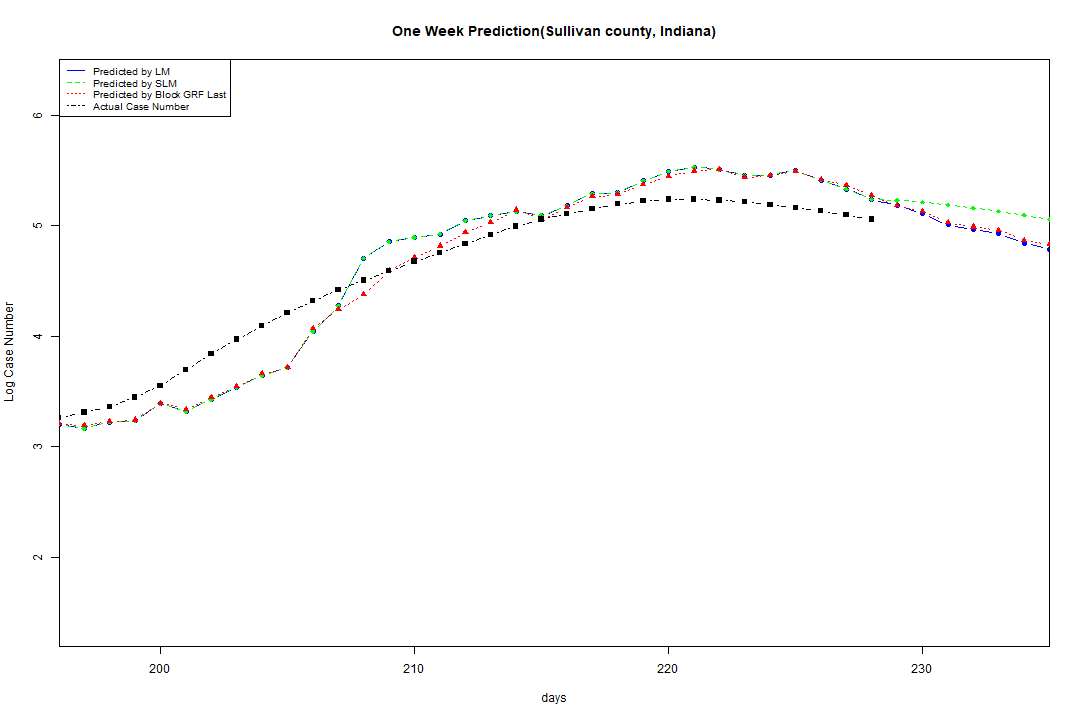 One Week Prediction(Sullivan county, Indiana)
Predicted by LM
Predicted by SLM
Predicted by Block GRF Last
Actual Case Number
6
5
4
3
2
Log Case Number
200
210
220
230
days